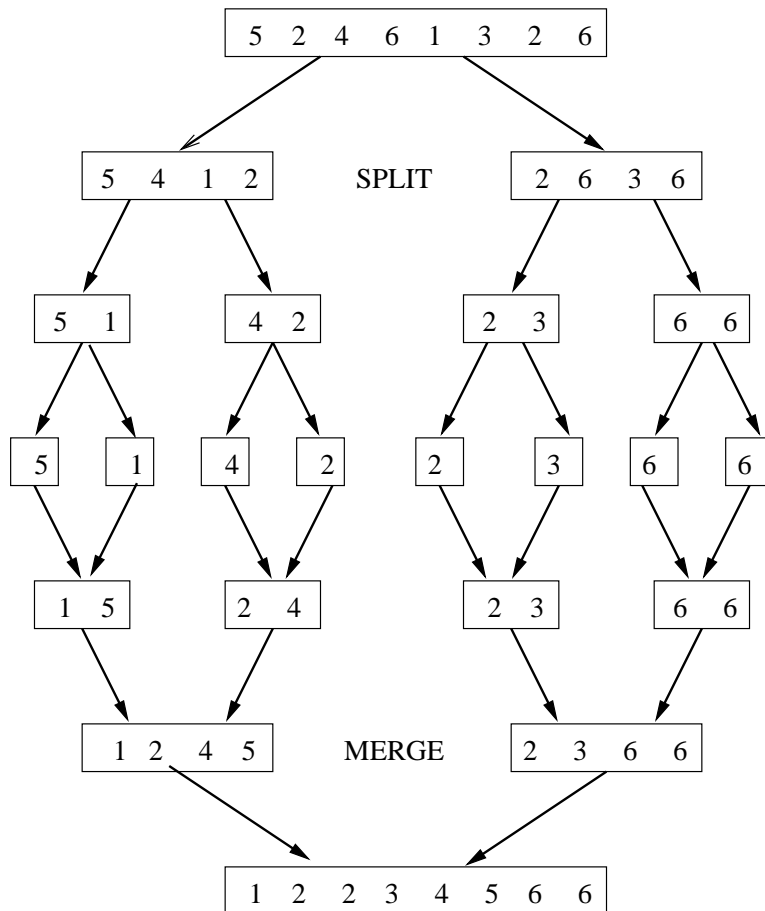 5 2 4 6 1 3 2 6
5 4 1 2 SPLIT 2 6 3 6
5 1 4 2 2 3 6 6
5 1 4 2 2 3 6 6
1 5 2 4 2 3 6 6
1 2 4 5 MERGE 2 3 6 6
1 2 2 3 4 5 6 6